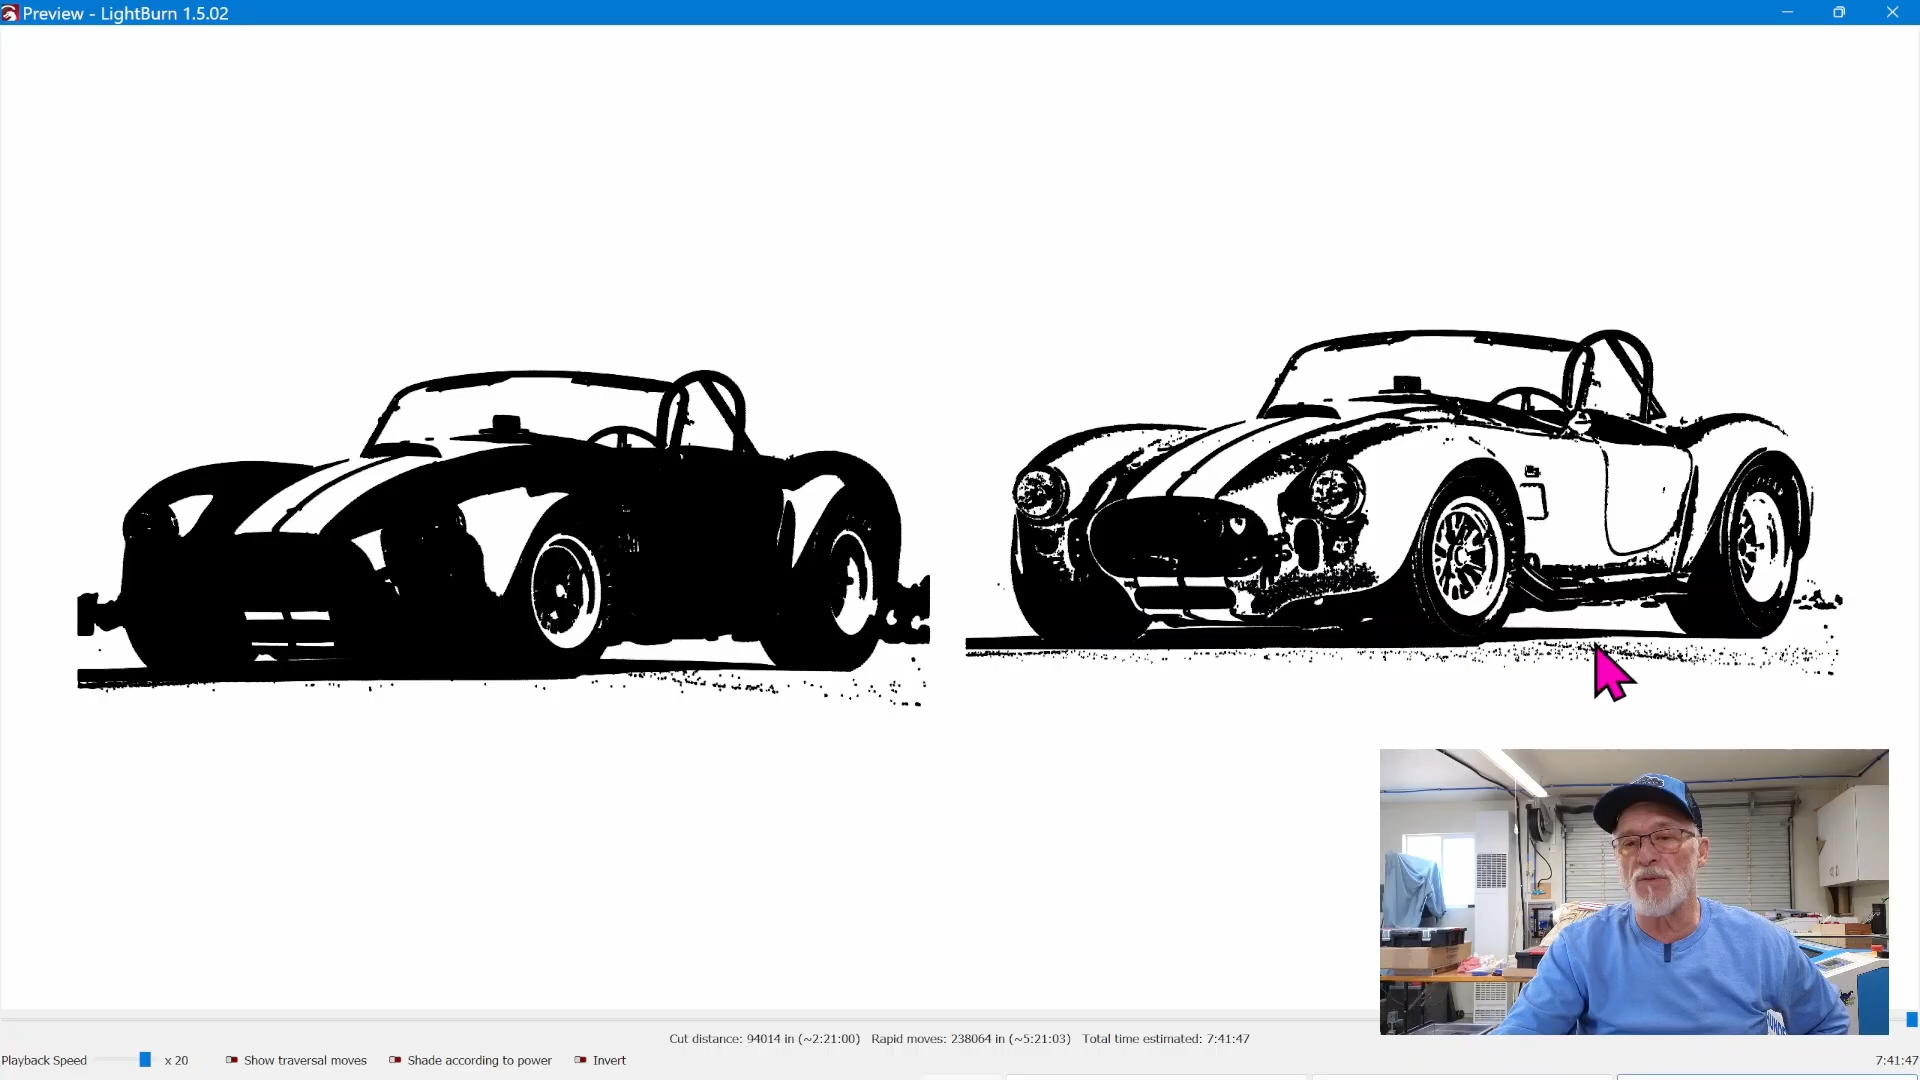 Preview - LightBurn 1.5.02
Cut distance: 94014 in (~2:21:00) Rapid moves: 238064 in (~5:21:03) Total time estimated: 7:41:47
Playback Speed x 20 Show traversal moves Shade according to power Invert 7:41:47